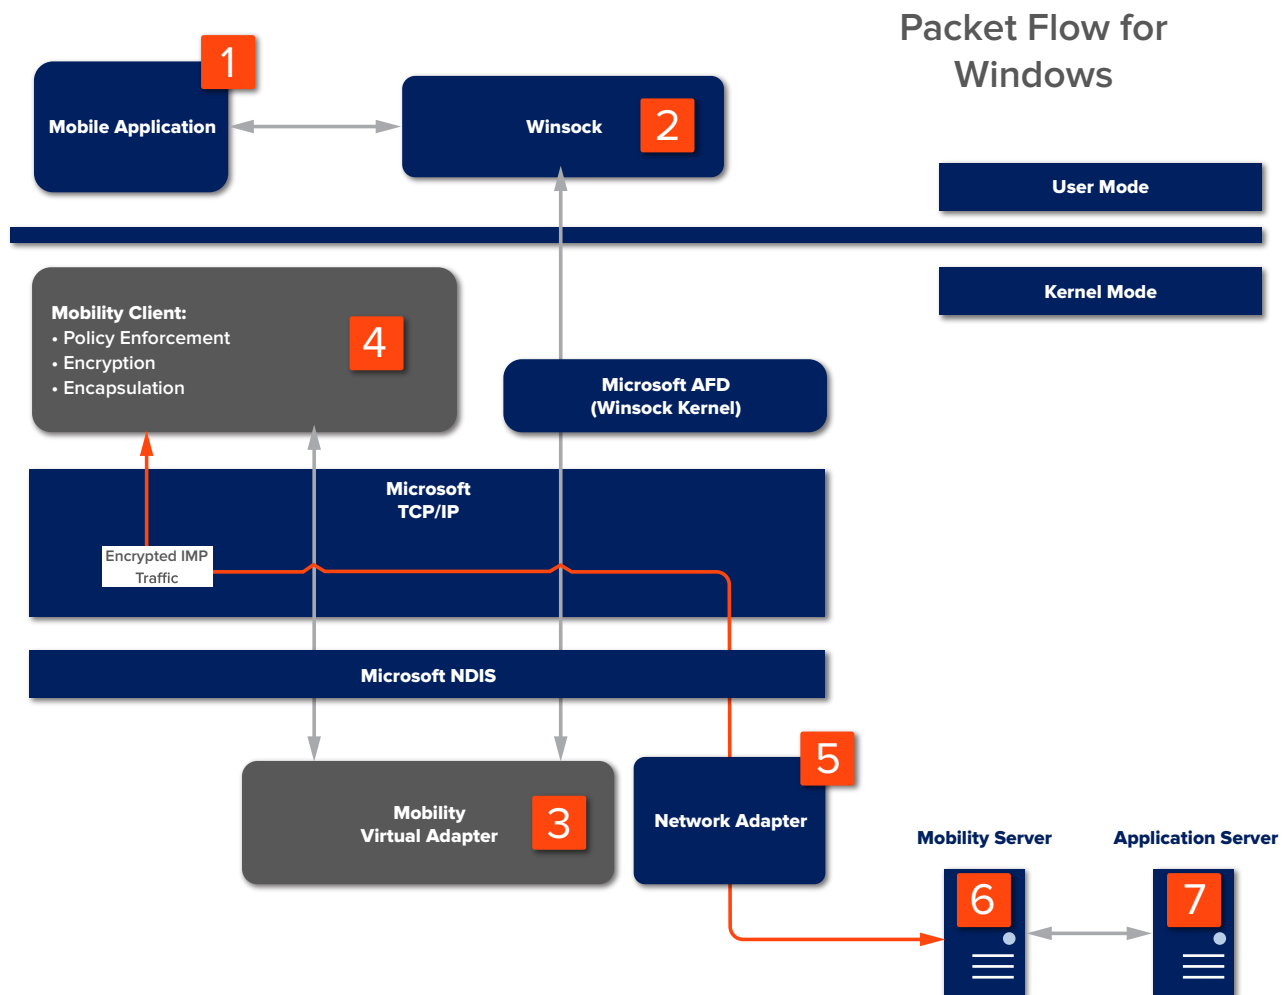 Packet Flow for
Windows
1
Mobile Application
Winsock
2
User Mode
Kernel Mode
Mobility Client:
• Policy Enforcement
• Encryption
• Encapsulation
4
Microsoft AFD
(Winsock Kernel)
Microsoft
TCP/IP
Encrypted IMP
Traffic
Microsoft NDIS
Mobility
Virtual Adapter
3
5
Network Adapter
Mobility Server
Application Server
6
7